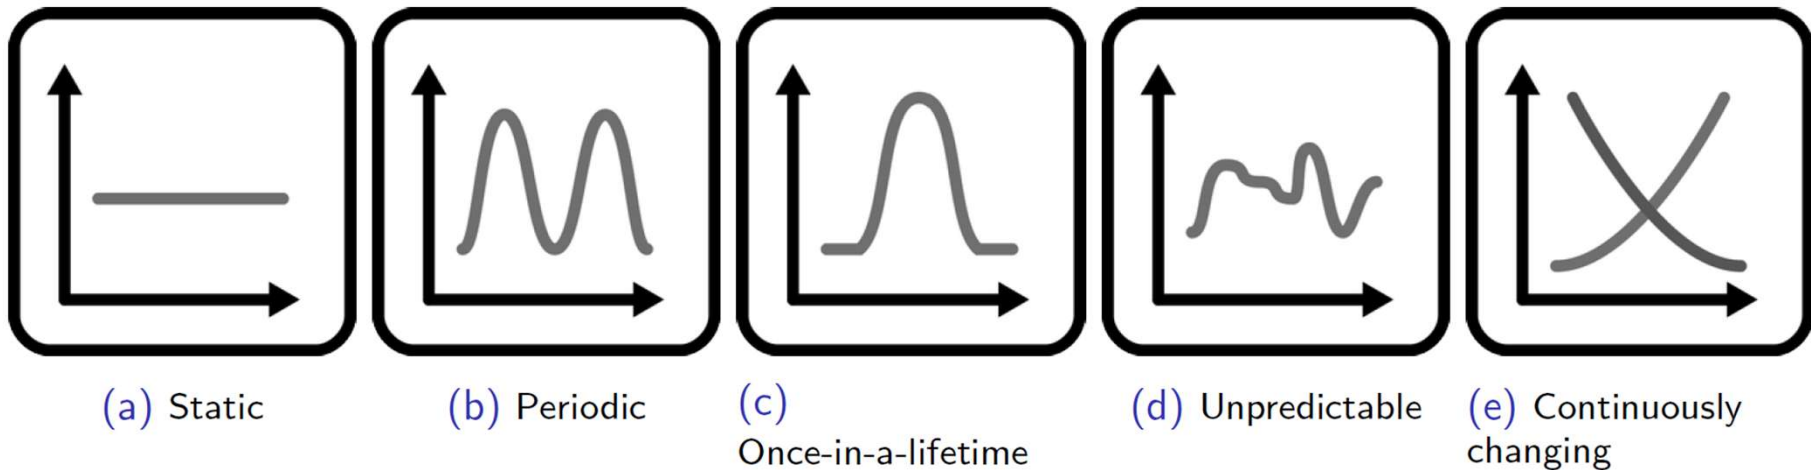 (a) Static
(b) Periodic
(c)
Once-in-a-lifetime
(d) Unpredictable
(e) Continuously
changing